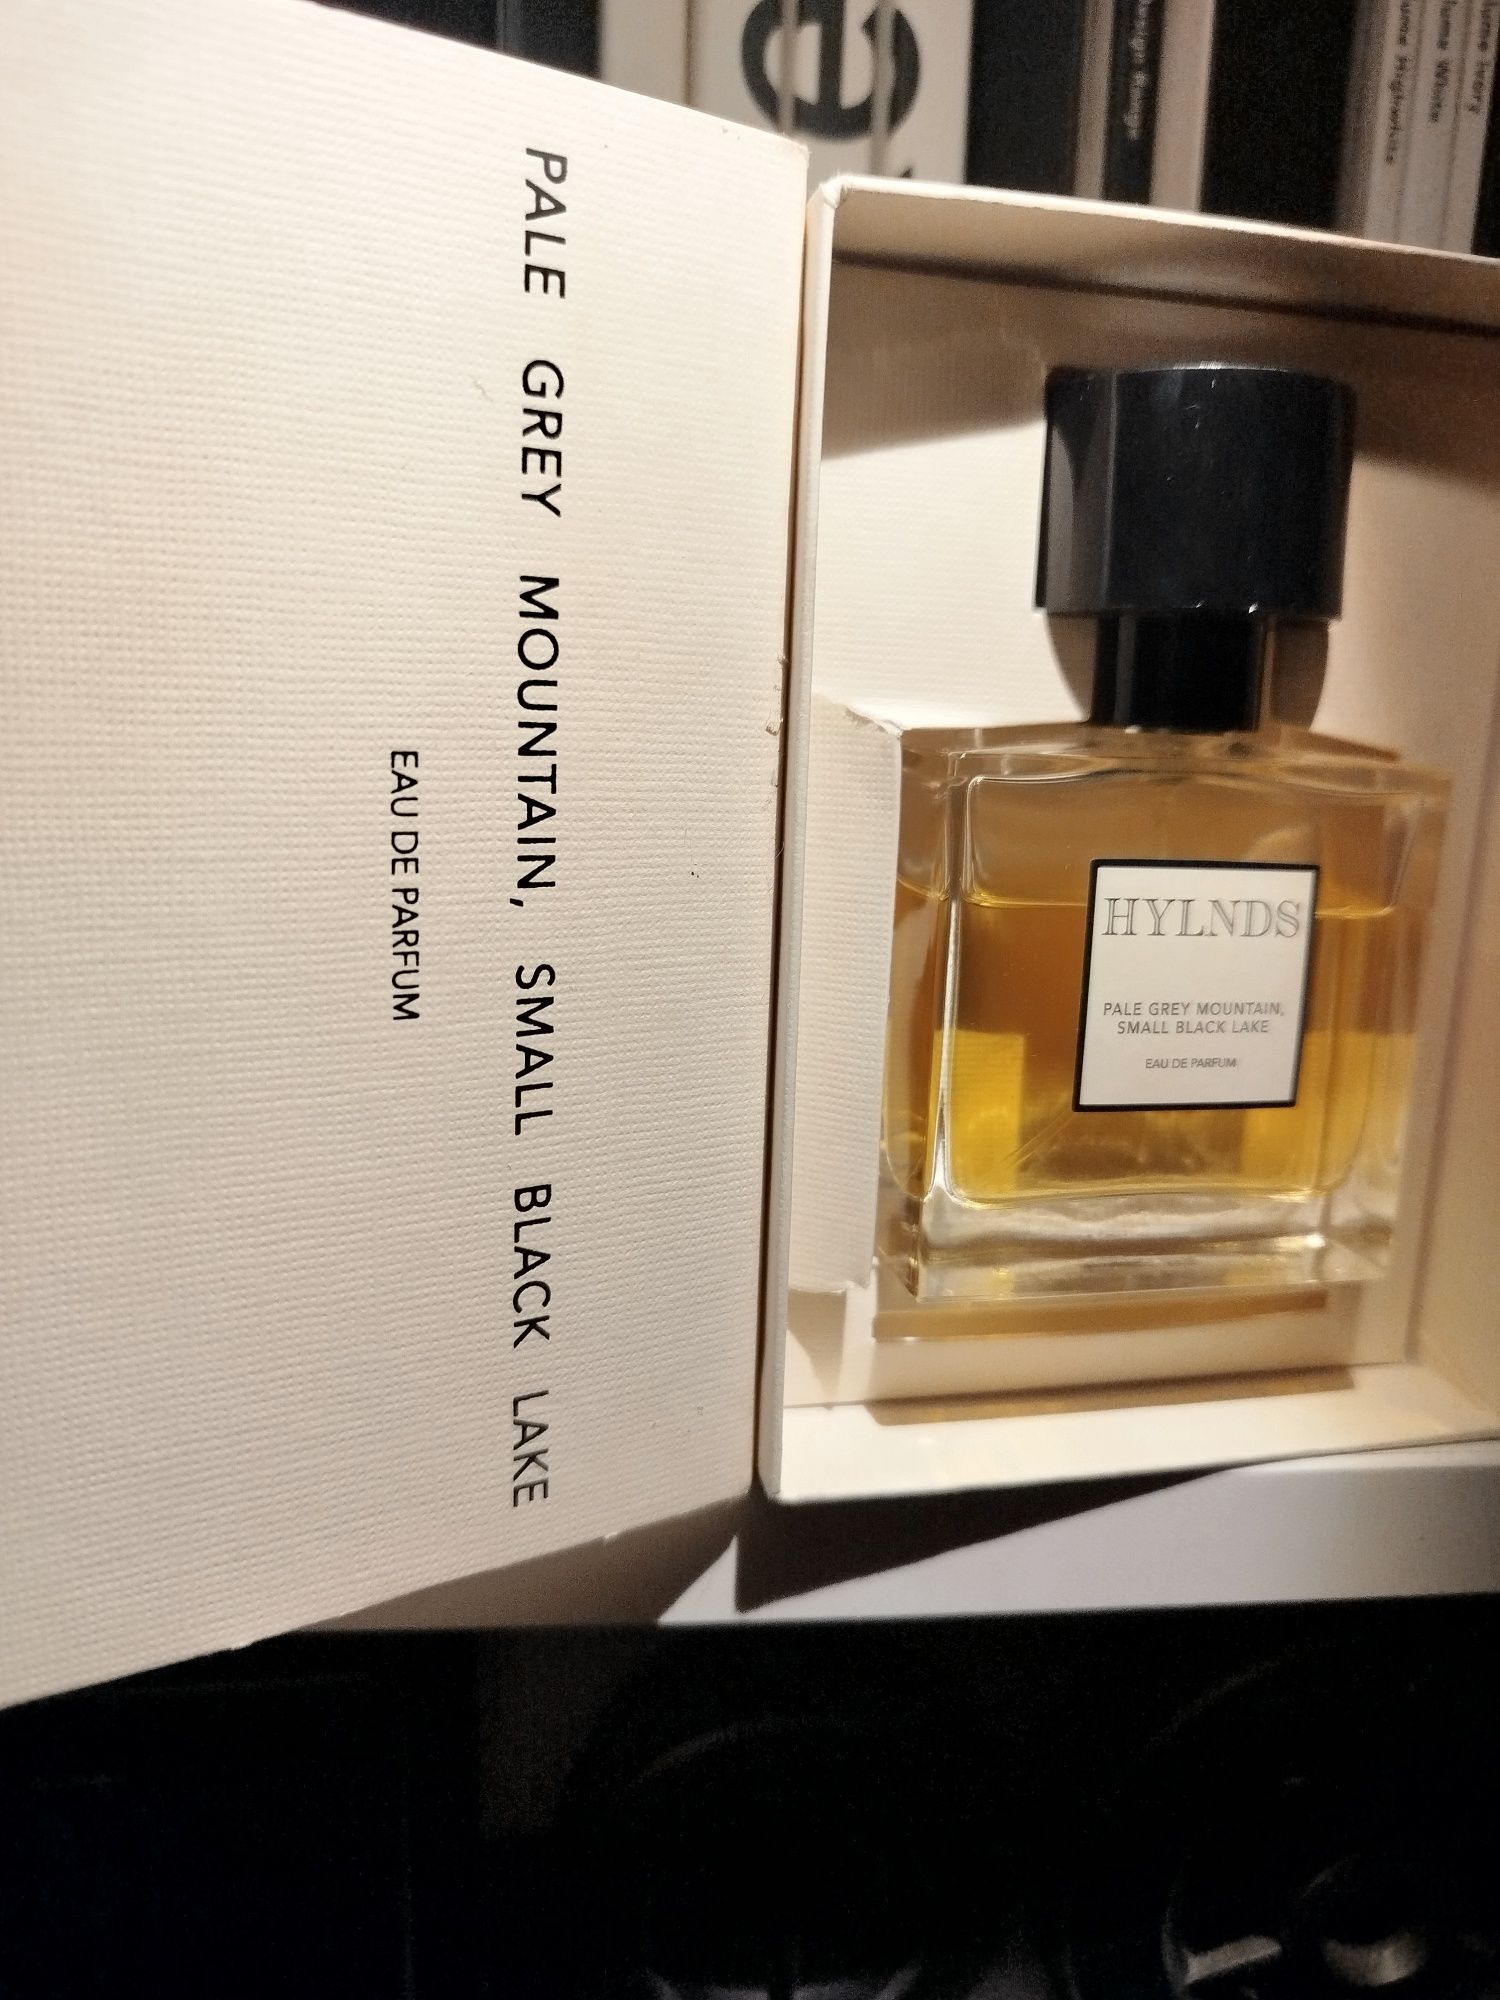 PALE GREY MOUNTAIN, SMALL BLACK LAKE
EAU DE PARFUM
HYLNDS
PALE GREY MOUNTAIN,
SMALL BLACK LAKE
EAU DE PARFUM
e